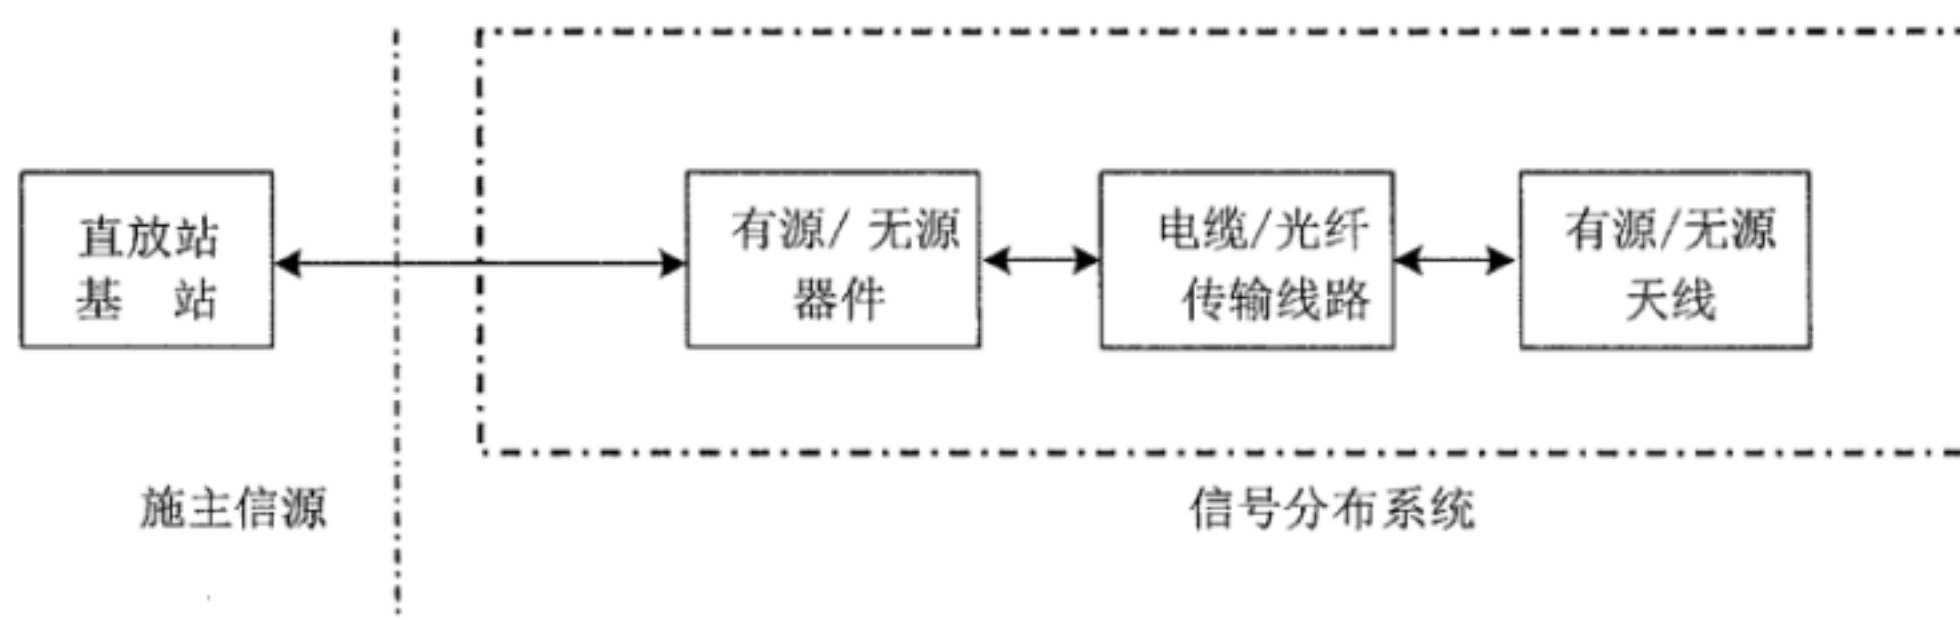 直放站
基 站
有源/ 无源
器件
电缆/光纤
传输线路
有源/无源
天线
施主信源
信号分布系统